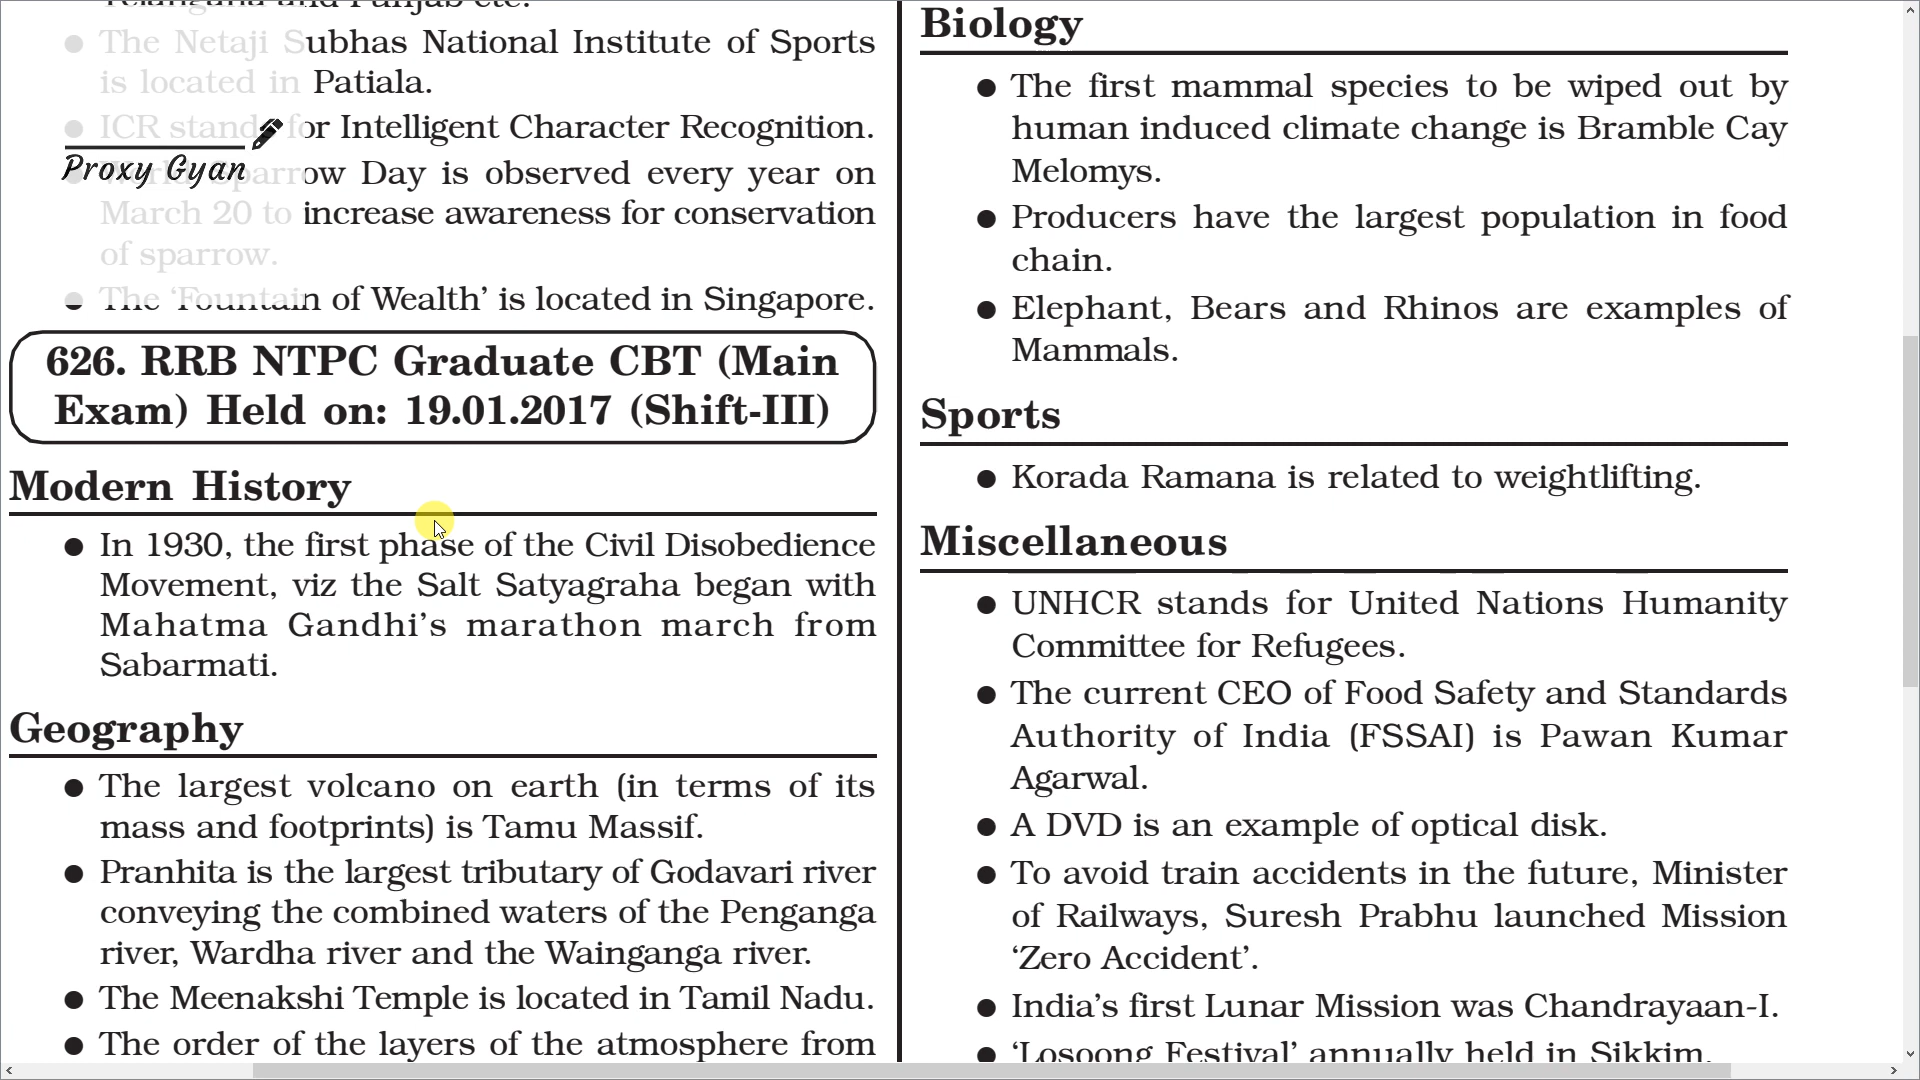 Telangana and Punjab etc.
● The Netaji Subhas National Institute of Sports
is located in Patiala.
● ICR stands for Intelligent Character Recognition.
Proxy Gyan
● World Sparrow Day is observed every year on
March 20 to increase awareness for conservation
of sparrow.
● The ‘Fountain of Wealth’ is located in Singapore.
626. RRB NTPC Graduate CBT (Main
Exam) Held on: 19.01.2017 (Shift-III)
Modern History
● In 1930, the first phase of the Civil Disobedience
Movement, viz the Salt Satyagraha began with
Mahatma Gandhi’s marathon march from
Sabarmati.
Geography
● The largest volcano on earth (in terms of its
mass and footprints) is Tamu Massif.
● Pranhita is the largest tributary of Godavari river
conveying the combined waters of the Penganga
river, Wardha river and the Wainganga river.
● The Meenakshi Temple is located in Tamil Nadu.
● The order of the layers of the atmosphere from
Biology
● The first mammal species to be wiped out by
human induced climate change is Bramble Cay
Melomys.
● Producers have the largest population in food
chain.
● Elephant, Bears and Rhinos are examples of
Mammals.
Sports
● Korada Ramana is related to weightlifting.
Miscellaneous
● UNHCR stands for United Nations Humanity
Committee for Refugees.
● The current CEO of Food Safety and Standards
Authority of India (FSSAI) is Pawan Kumar
Agarwal.
● A DVD is an example of optical disk.
● To avoid train accidents in the future, Minister
of Railways, Suresh Prabhu launched Mission
‘Zero Accident’.
● India’s first Lunar Mission was Chandrayaan-I.
● ‘Losoong Festival’ annually held in Sikkim.